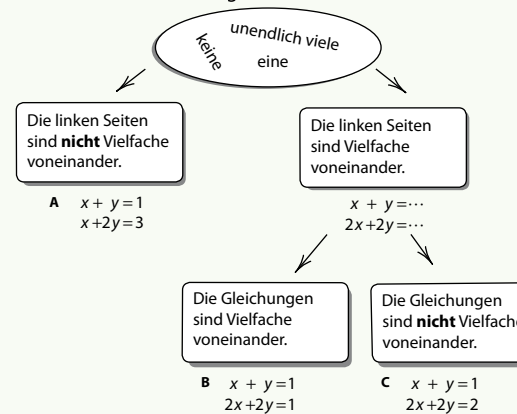 unendlich viele
keine
eine
Die linken Seiten
sind nicht Vielfache
voneinander.
A x + y = 1
x + 2y = 3
Die linken Seiten
sind Vielfache
voneinander.
x + y = ⋯
2x + 2y = ⋯
Die Gleichungen
sind Vielfache
voneinander.
B x + y = 1
2x + 2y = 1
Die Gleichungen
sind nicht Vielfache
voneinander.
C x + y = 1
2x + 2y = 2